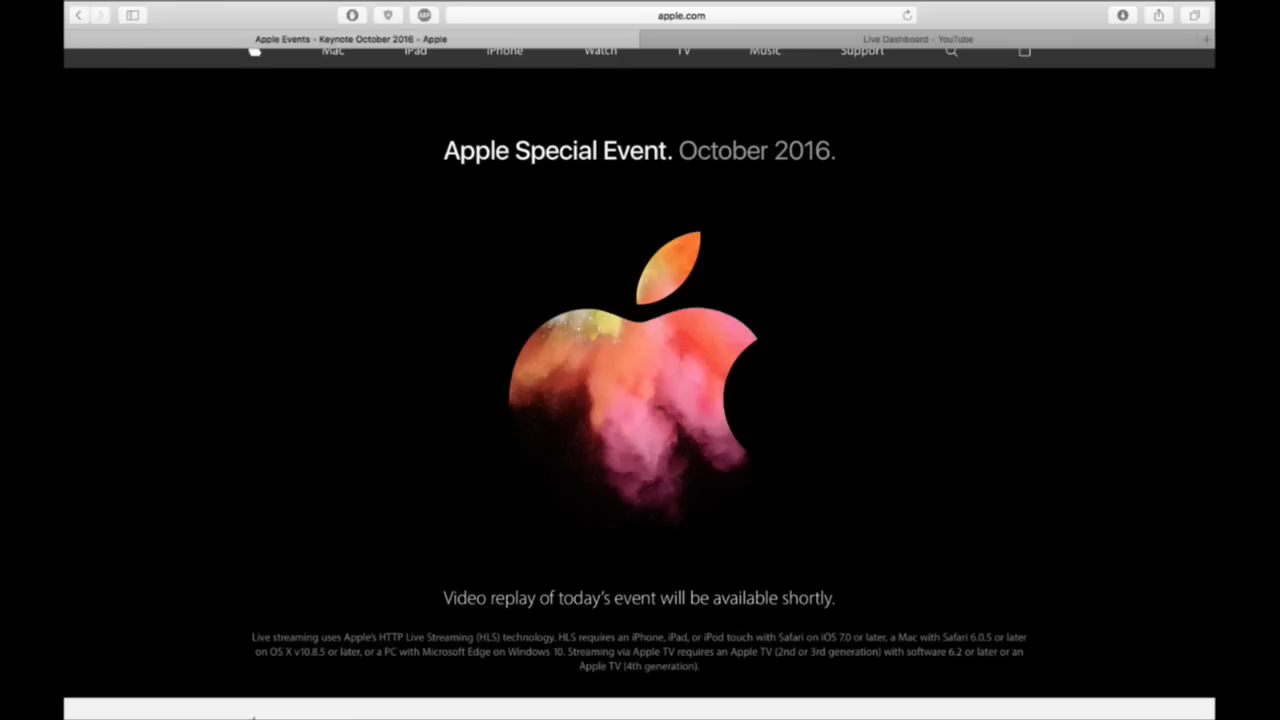 apple.com
Apple Events - Keynote October 2016 - Apple
Live Dashboard - YouTube
Mac iPad iPhone Watch TV Music Support
Apple Special Event. October 2016.
Video replay of today's event will be available shortly.
Live streaming uses Apple's HTTP Live Streaming (HLS) technology. HLS requires an iPhone, iPad, or iPod touch with Safari on iOS 7.0 or later, a Mac with Safari 6.0.5 or later
on OS X v10.8.5 or later, or a PC with Microsoft Edge on Windows 10. Streaming via Apple TV requires an Apple TV (2nd or 3rd generation) with software 6.2 or later or an
Apple TV (4th generation).